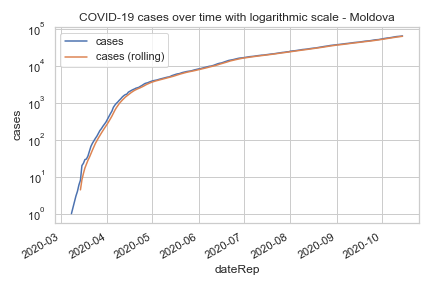 COVID-19 cases over time with logarithmic scale - Moldova
cases
cases (rolling)
10⁵
10⁴
10³
10²
10¹
10⁰
cases
2020-03
2020-04
2020-05
2020-06
2020-07
2020-08
2020-09
2020-10
dateRep